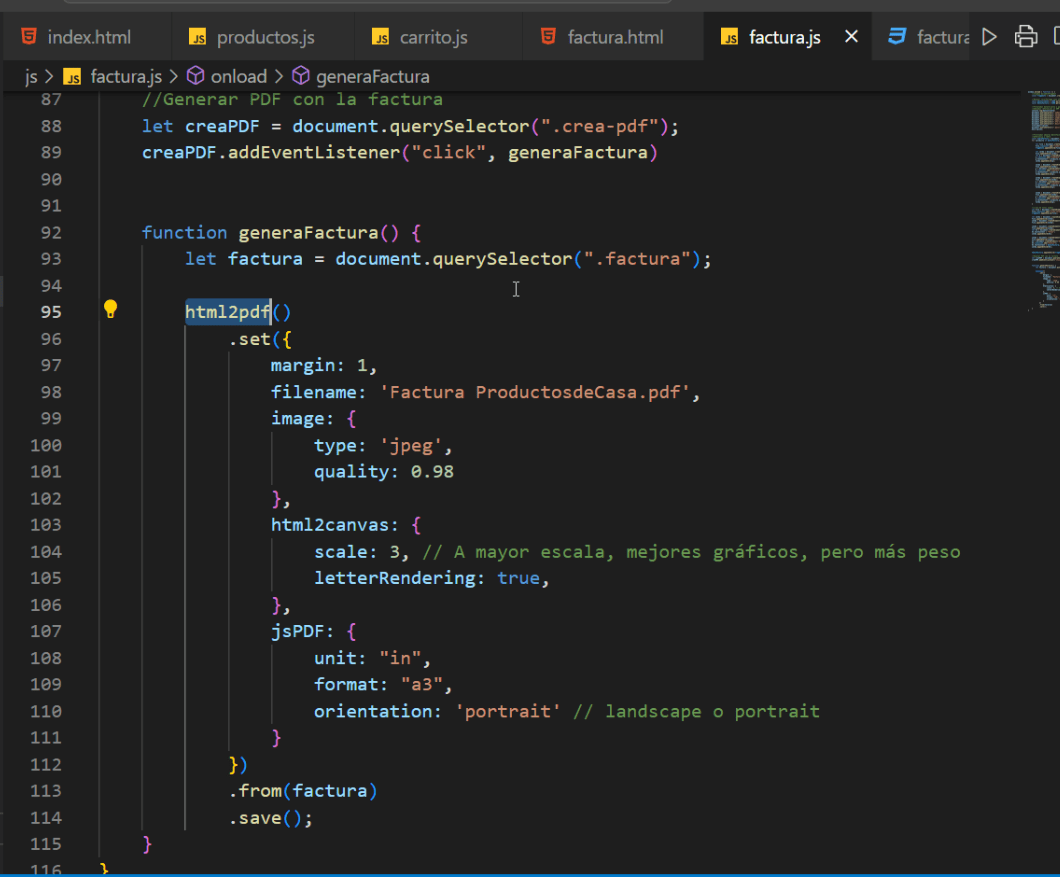 index.html JS productos.js JS carrito.js factura.html JS factura.js factura
js > JS factura.js > onload > generaFactura
87 //Generar PDF con la factura
88 let creaPDF = document.querySelector(".crea-pdf");
89 creaPDF.addEventListener("click", generaFactura)
90
91
92 function generaFactura() {
93 let factura = document.querySelector(".factura");
94
95 html2pdf()
96 .set({
97 margin: 1,
98 filename: 'Factura ProductosdeCasa.pdf',
99 image: {
100 type: 'jpeg',
101 quality: 0.98
102 },
103 html2canvas: {
104 scale: 3, // A mayor escala, mejores gráficos, pero más peso
105 letterRendering: true,
106 },
107 jsPDF: {
108 unit: "in",
109 format: "a3",
110 orientation: 'portrait' // landscape o portrait
111 }
112 })
113 .from(factura)
114 .save();
115 }
116 }